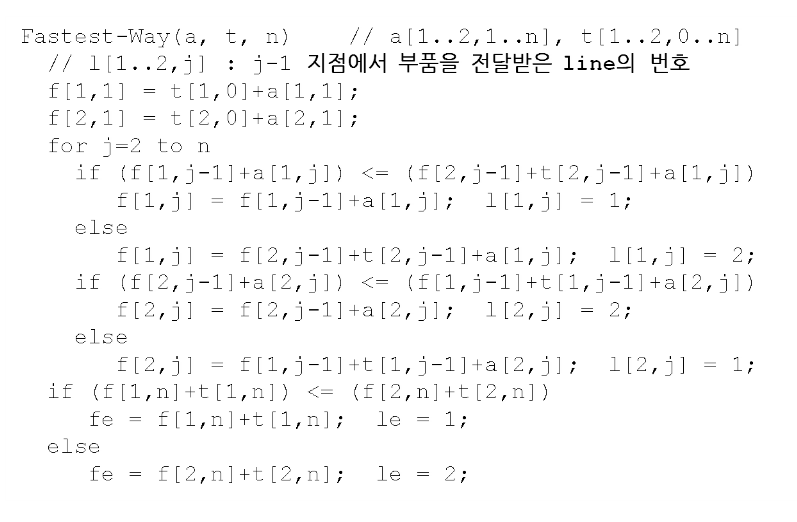 Fastest-Way(a, t, n)    // a[1..2,1..n], t[1..2,0..n]
  // l[1..2,j] : j-1 지점에서 부품을 전달받은 line의 번호
  f[1,1] = t[1,0]+a[1,1];
  f[2,1] = t[2,0]+a[2,1];
  for j=2 to n
    if (f[1,j-1]+a[1,j]) <= (f[2,j-1]+t[2,j-1]+a[1,j])
       f[1,j] = f[1,j-1]+a[1,j];  l[1,j] = 1;
    else
       f[1,j] = f[2,j-1]+t[2,j-1]+a[1,j];  l[1,j] = 2;
    if (f[2,j-1]+a[2,j]) <= (f[1,j-1]+t[1,j-1]+a[2,j])
       f[2,j] = f[2,j-1]+a[2,j];  l[2,j] = 2;
    else
       f[2,j] = f[1,j-1]+t[1,j-1]+a[2,j];  l[2,j] = 1;
  if (f[1,n]+t[1,n]) <= (f[2,n]+t[2,n])
     fe = f[1,n]+t[1,n];  le = 1;
  else
     fe = f[2,n]+t[2,n];  le = 2;